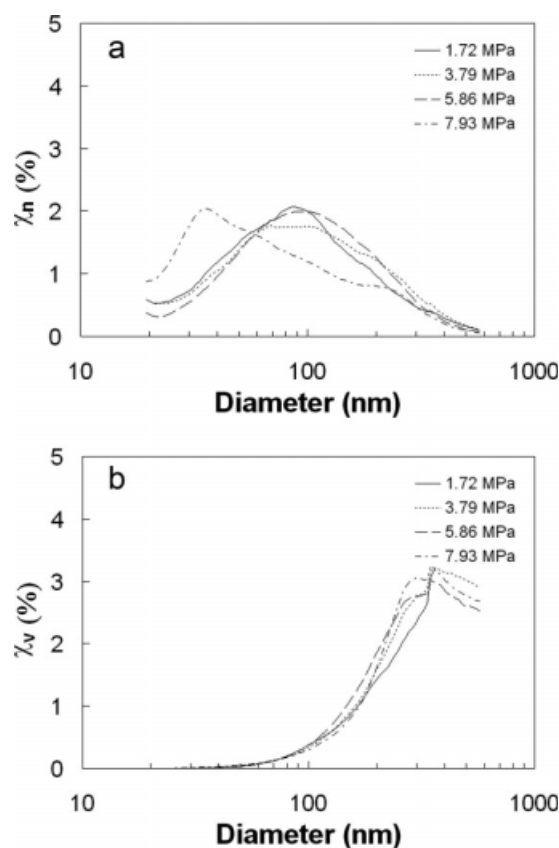 a
5
4
3
2
1
0
χn (%)
1.72 MPa
3.79 MPa
5.86 MPa
7.93 MPa
10
100
1000
Diameter (nm)
b
5
4
3
2
1
0
χv (%)
1.72 MPa
3.79 MPa
5.86 MPa
7.93 MPa
10
100
1000
Diameter (nm)